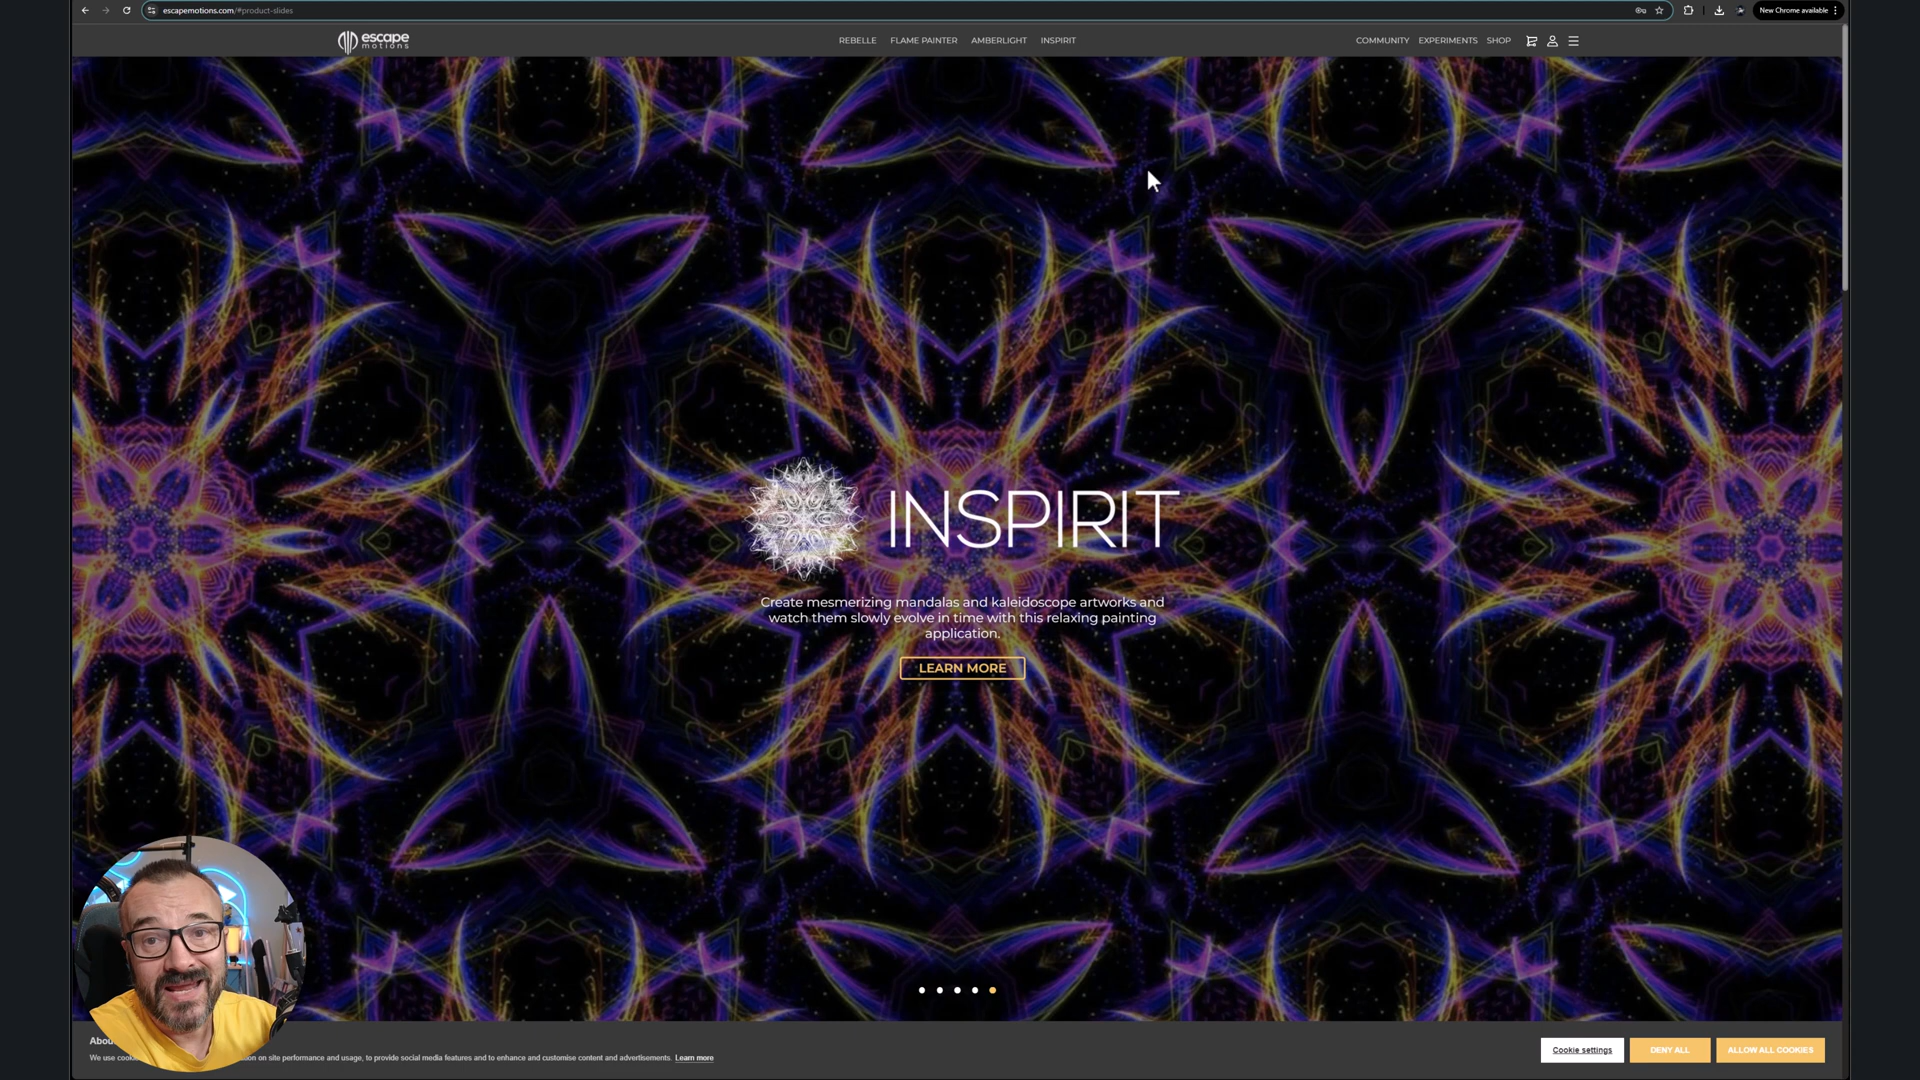 escapemotions.com/#product-slides
New Chrome available
escape
motions
REBELLE
FLAME PAINTER
AMBERLIGHT
INSPIRIT
COMMUNITY
EXPERIMENTS
SHOP
INSPIRIT
Create mesmerizing mandalas and kaleidoscope artworks and
watch them slowly evolve in time with this relaxing painting
application.
LEARN MORE
We use
on site performance and usage, to provide social media features and to enhance and customise content and advertisements. Learn more
Cookie settings
DENY ALL
ALLOW ALL COOKIES